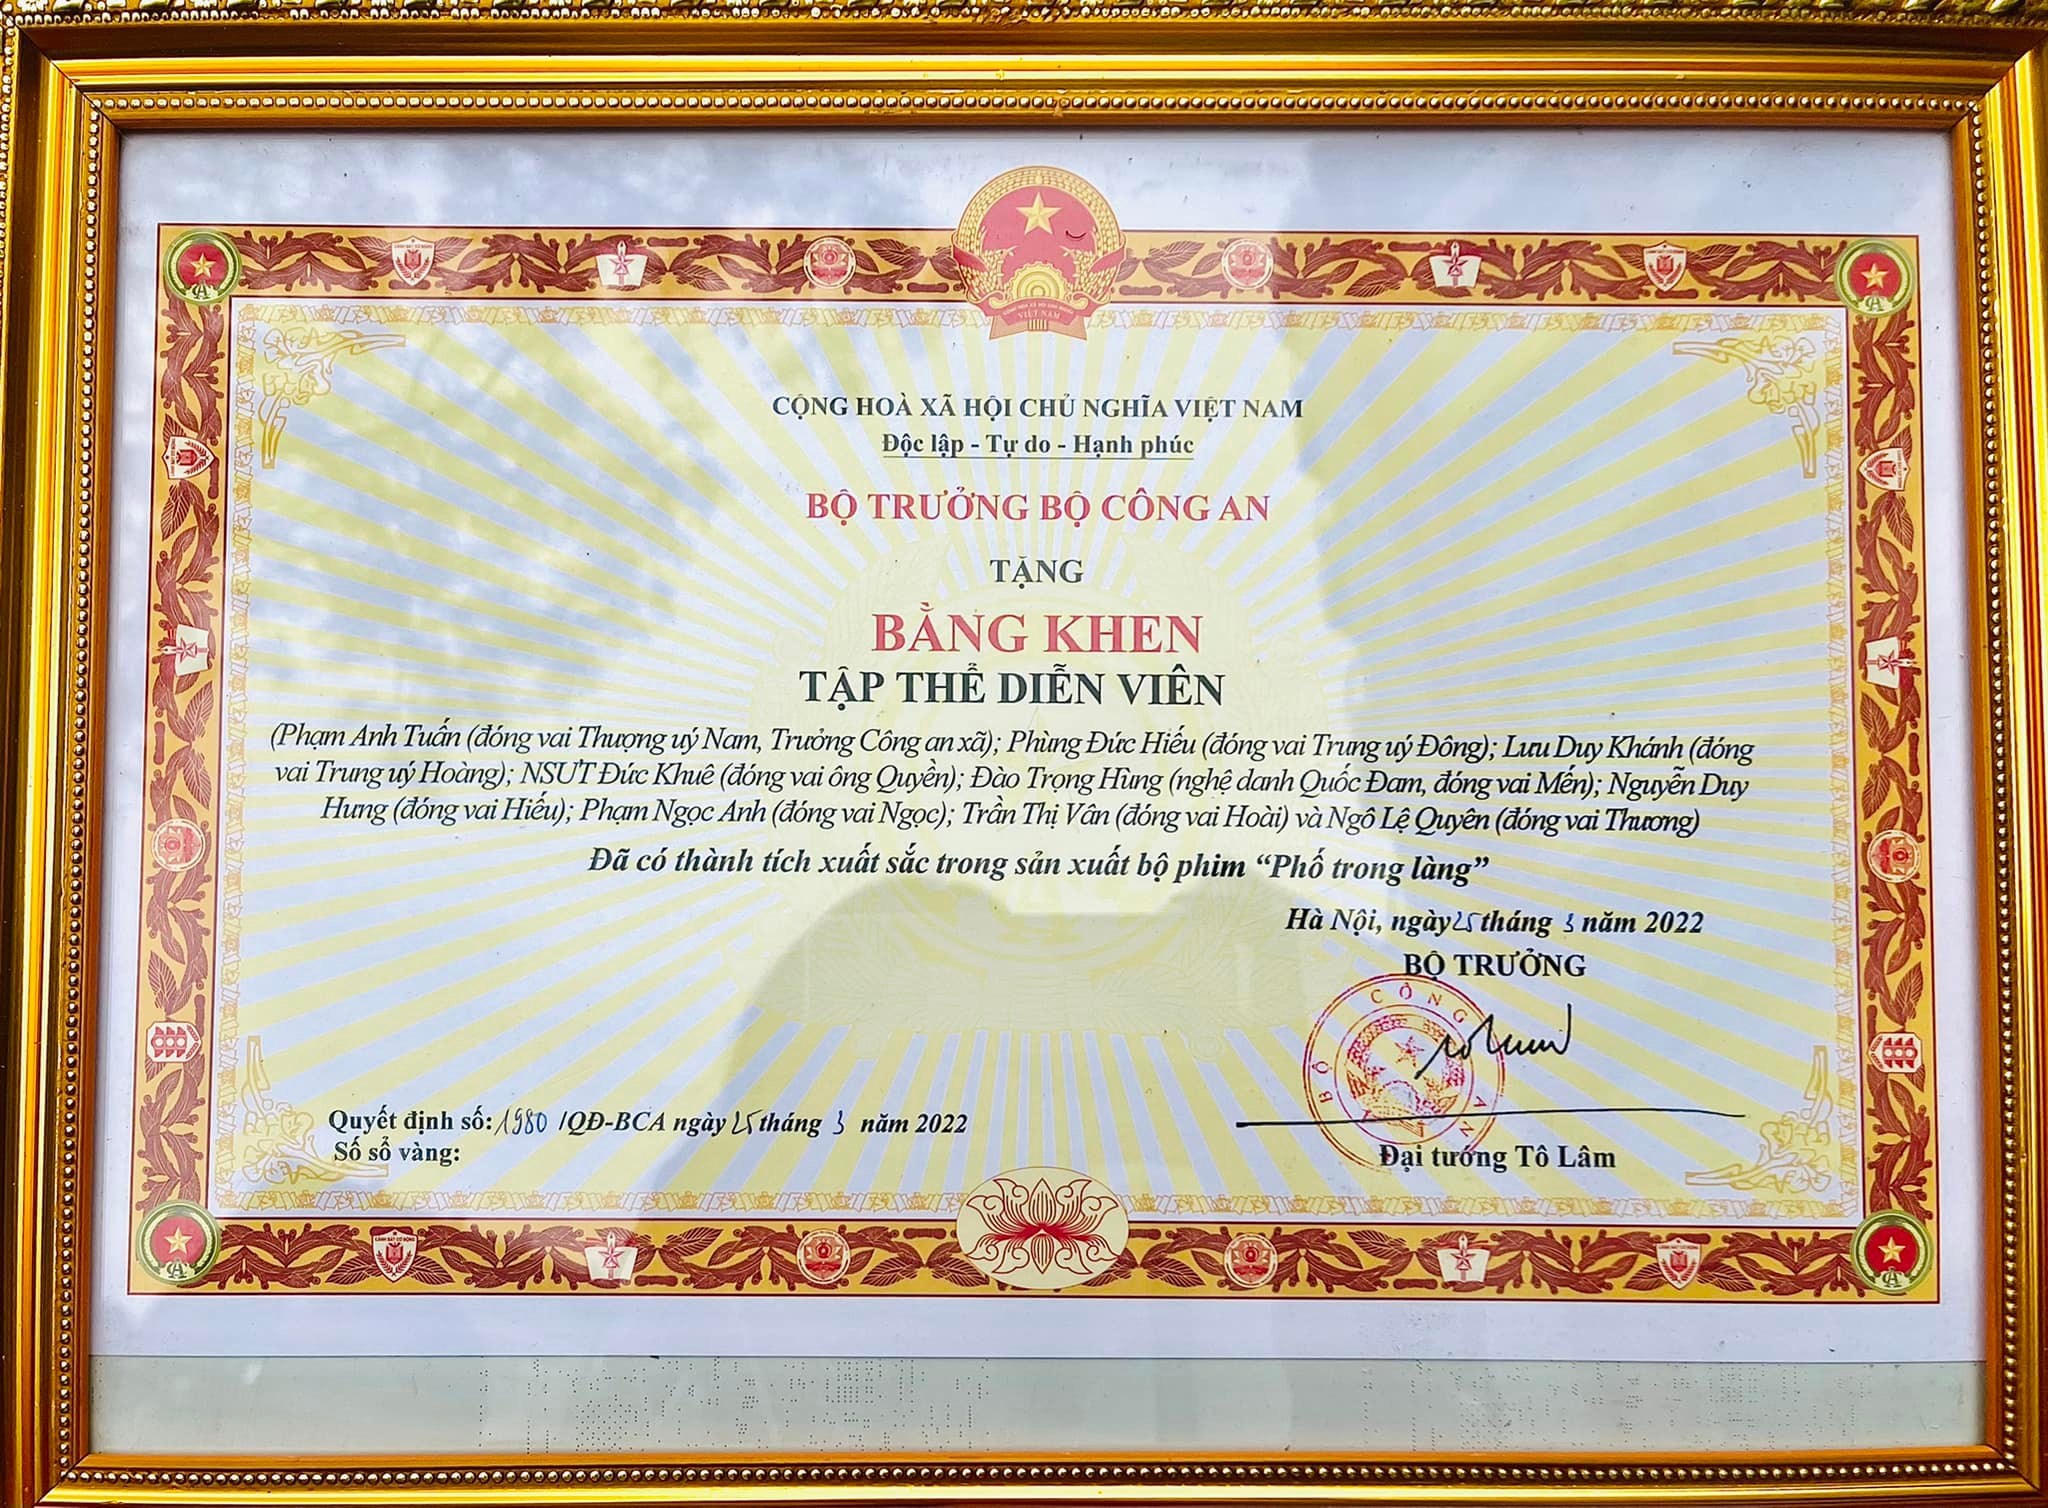 VIỆT NAM
CỘNG HOÀ XÃ HỘI CHỦ NGHĨA VIỆT NAM
Độc lập - Tự do - Hạnh phúc
BỘ TRƯỞNG BỘ CÔNG AN
TẶNG
BẰNG KHEN
TẬP THỂ DIỄN VIÊN
(Phạm Anh Tuấn (đóng vai Thượng uý Nam, Trưởng Công an xã); Phùng Đức Hiếu (đóng vai Trung uý Đông); Lưu Duy Khánh (đóng
vai Trung uý Hoàng); NSƯT Đức Khuê (đóng vai ông Quyền); Đào Trọng Hùng (nghệ danh Quốc Đam, đóng vai Mến); Nguyễn Duy
Hưng (đóng vai Hiếu); Phạm Ngọc Anh (đóng vai Ngọc); Trần Thị Vân (đóng vai Hoài) và Ngô Lệ Quyên (đóng vai Thương)
Đã có thành tích xuất sắc trong sản xuất bộ phim “Phố trong làng”
Hà Nội, ngày 25 tháng 3 năm 2022
BỘ TRƯỞNG
BỘ CÔNG AN
Quyết định số: 1980 /QĐ-BCA ngày 25 tháng 3 năm 2022
Số sổ vàng:
Đại tướng Tô Lâm